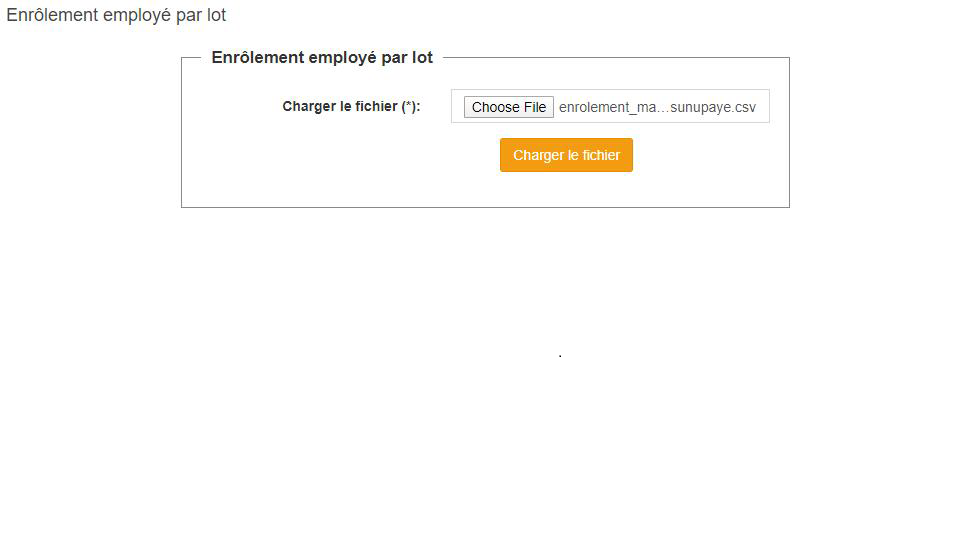 Enrôlement employé par lot
Enrôlement employé par lot
Charger le fichier (*): Choose File enrolement_ma...sunupaye.csv
Charger le fichier
.